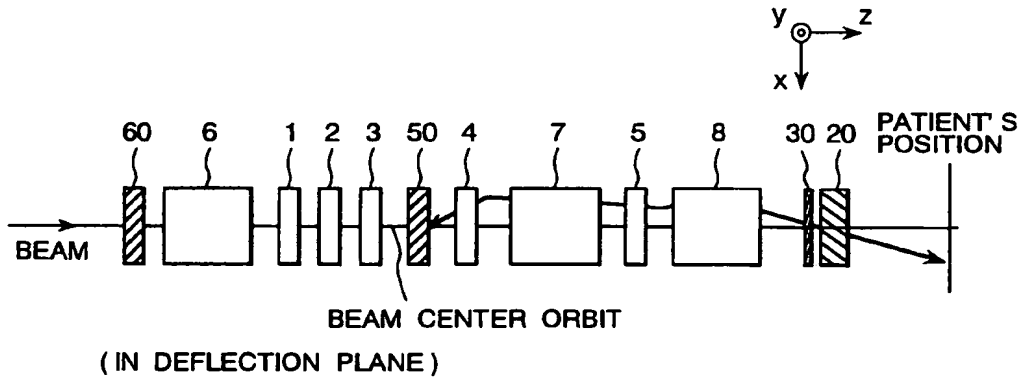 y z
x
60 6 1 2 3 50 4 7 5 8 30 20
PATIENT'S
POSITION
BEAM
BEAM CENTER ORBIT
(IN DEFLECTION PLANE)